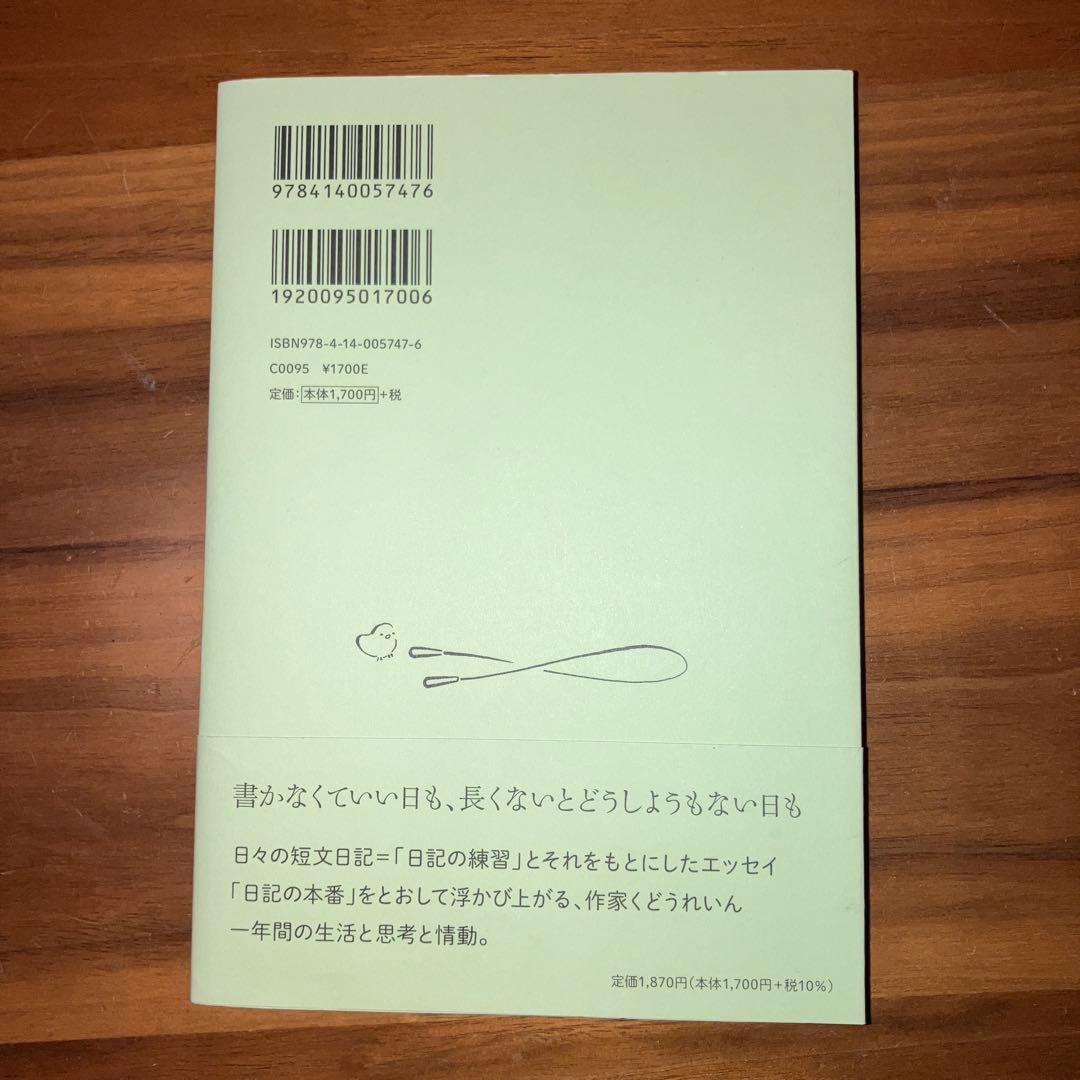 9784140057476
1920095017006
ISBN978-4-14-005747-6
C0095 ¥1700E
定価：本体1,700円+税
書かなくていい日も、長くないとどうしようもない日も
日々の短文日記＝「日記の練習」とそれをもとにしたエッセイ
「日記の本番」をとおして浮かび上がる、作家くどうれいん
一年間の生活と思考と情動。
定価1,870円（本体1,700円＋税10%）